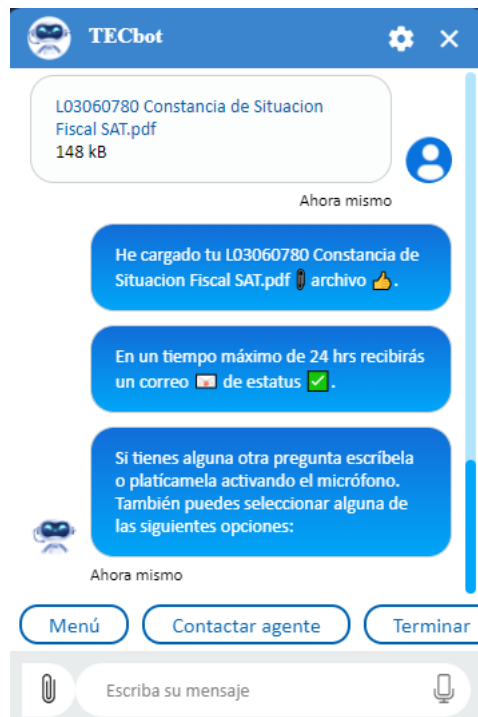 TECbot
L03060780 Constancia de Situacion
Fiscal SAT.pdf
148 kB
Ahora mismo
He cargado tu L03060780 Constancia de
Situacion Fiscal SAT.pdf archivo 👍.
En un tiempo máximo de 24 hrs recibirás
un correo 💌 de estatus ✅.
Si tienes alguna otra pregunta escríbela
o platícamela activando el micrófono.
También puedes seleccionar alguna de
las siguientes opciones:
Ahora mismo
Menú
Contactar agente
Terminar
Escriba su mensaje